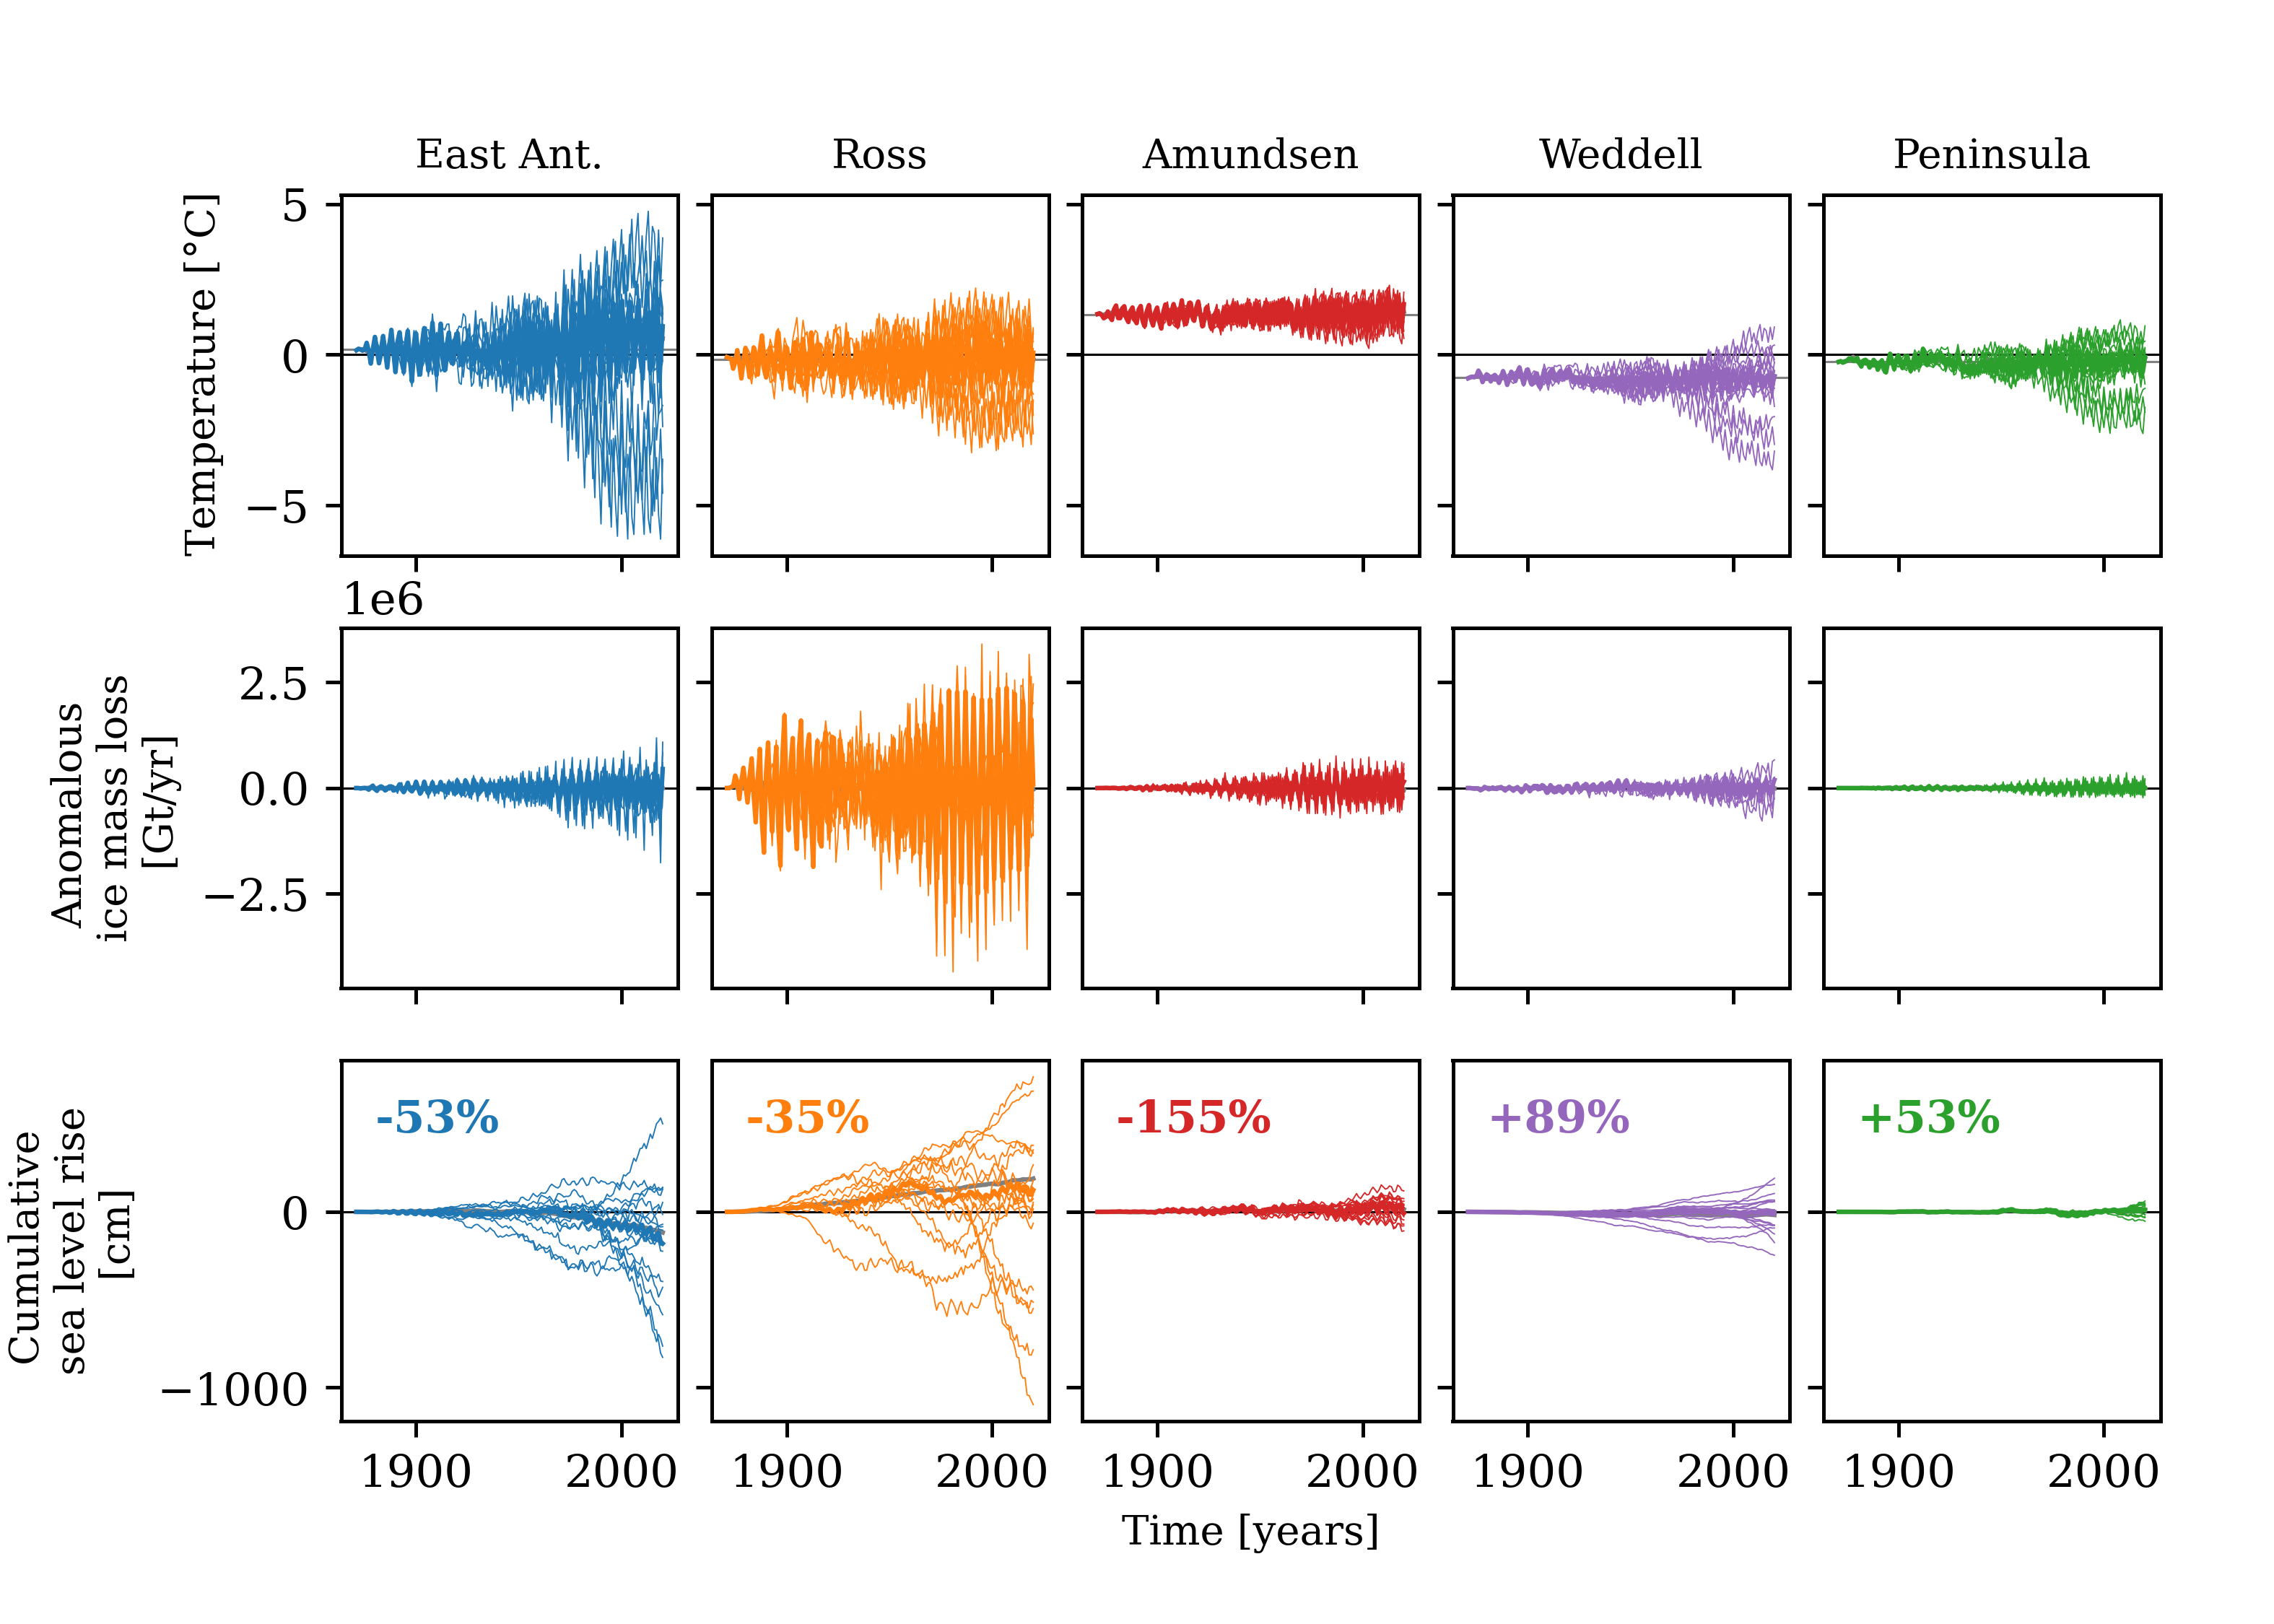 East Ant. Ross Amundsen Weddell Peninsula
Temperature [°C]
5
0
−5
1e6
Anomalous
ice mass loss
[Gt/yr]
2.5
0.0
−2.5
Cumulative
sea level rise
[cm]
-53% -35% -155% +89% +53%
0
−1000
1900 2000 1900 2000 1900 2000 1900 2000 1900 2000
Time [years]